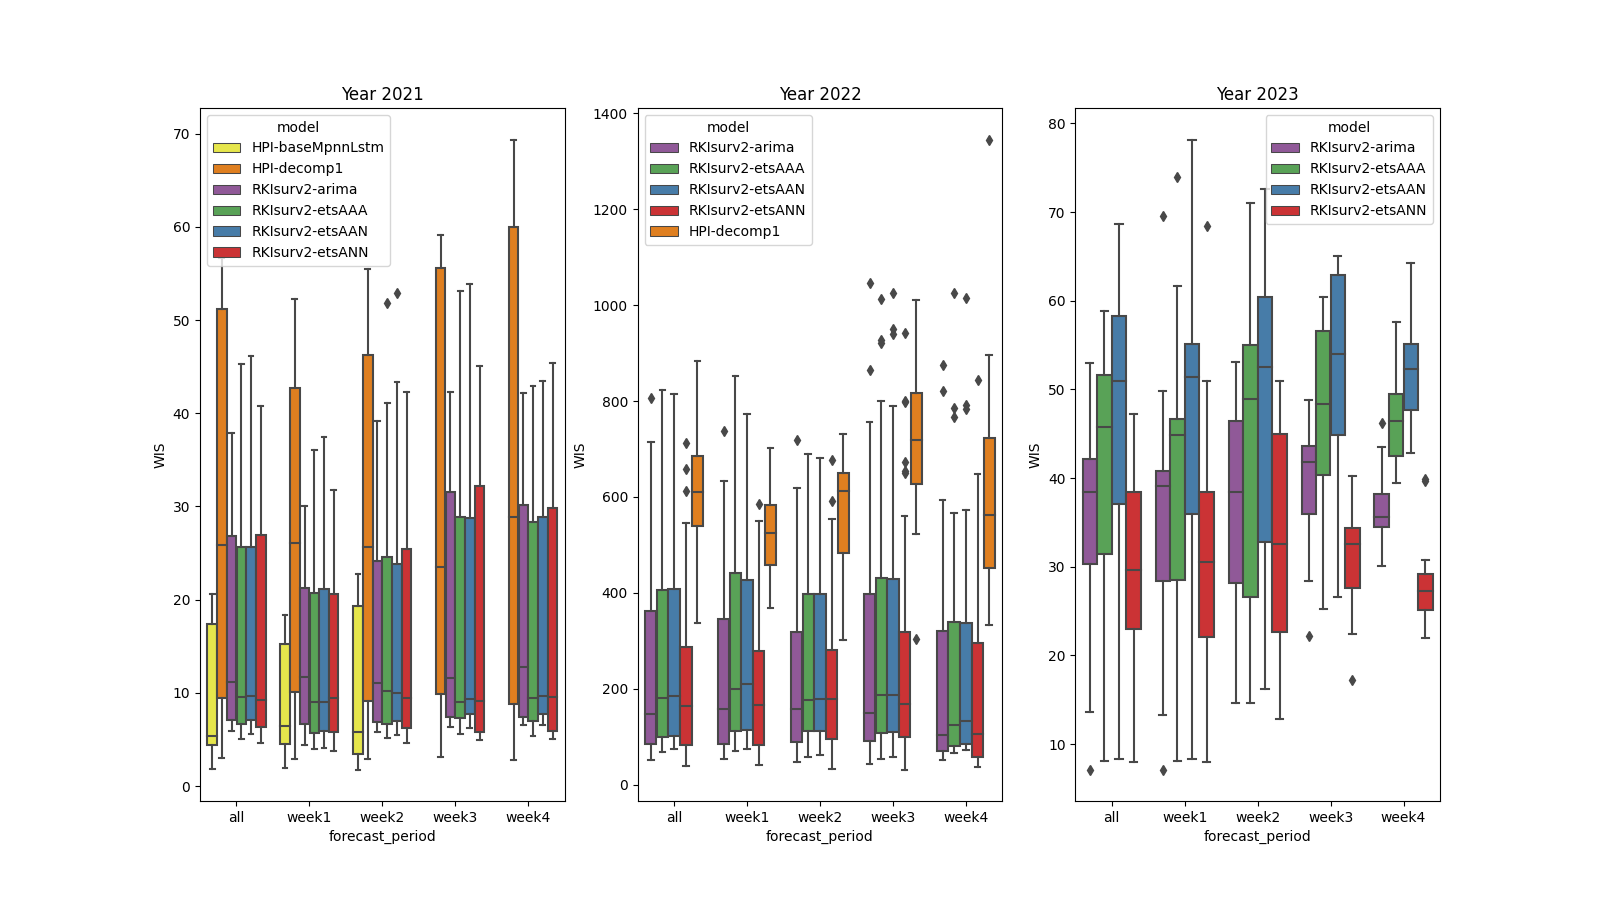 Year 2021
WIS
70
60
50
40
30
20
10
0
model
HPI-baseMpnnLstm
HPI-decomp1
RKIsurv2-arima
RKIsurv2-etsAAA
RKIsurv2-etsAAN
RKIsurv2-etsANN
all week1 week2 week3 week4
forecast_period
Year 2022
WIS
1400
1200
1000
800
600
400
200
0
model
RKIsurv2-arima
RKIsurv2-etsAAA
RKIsurv2-etsAAN
RKIsurv2-etsANN
HPI-decomp1
all week1 week2 week3 week4
forecast_period
Year 2023
WIS
80
70
60
50
40
30
20
10
model
RKIsurv2-arima
RKIsurv2-etsAAA
RKIsurv2-etsAAN
RKIsurv2-etsANN
all week1 week2 week3 week4
forecast_period